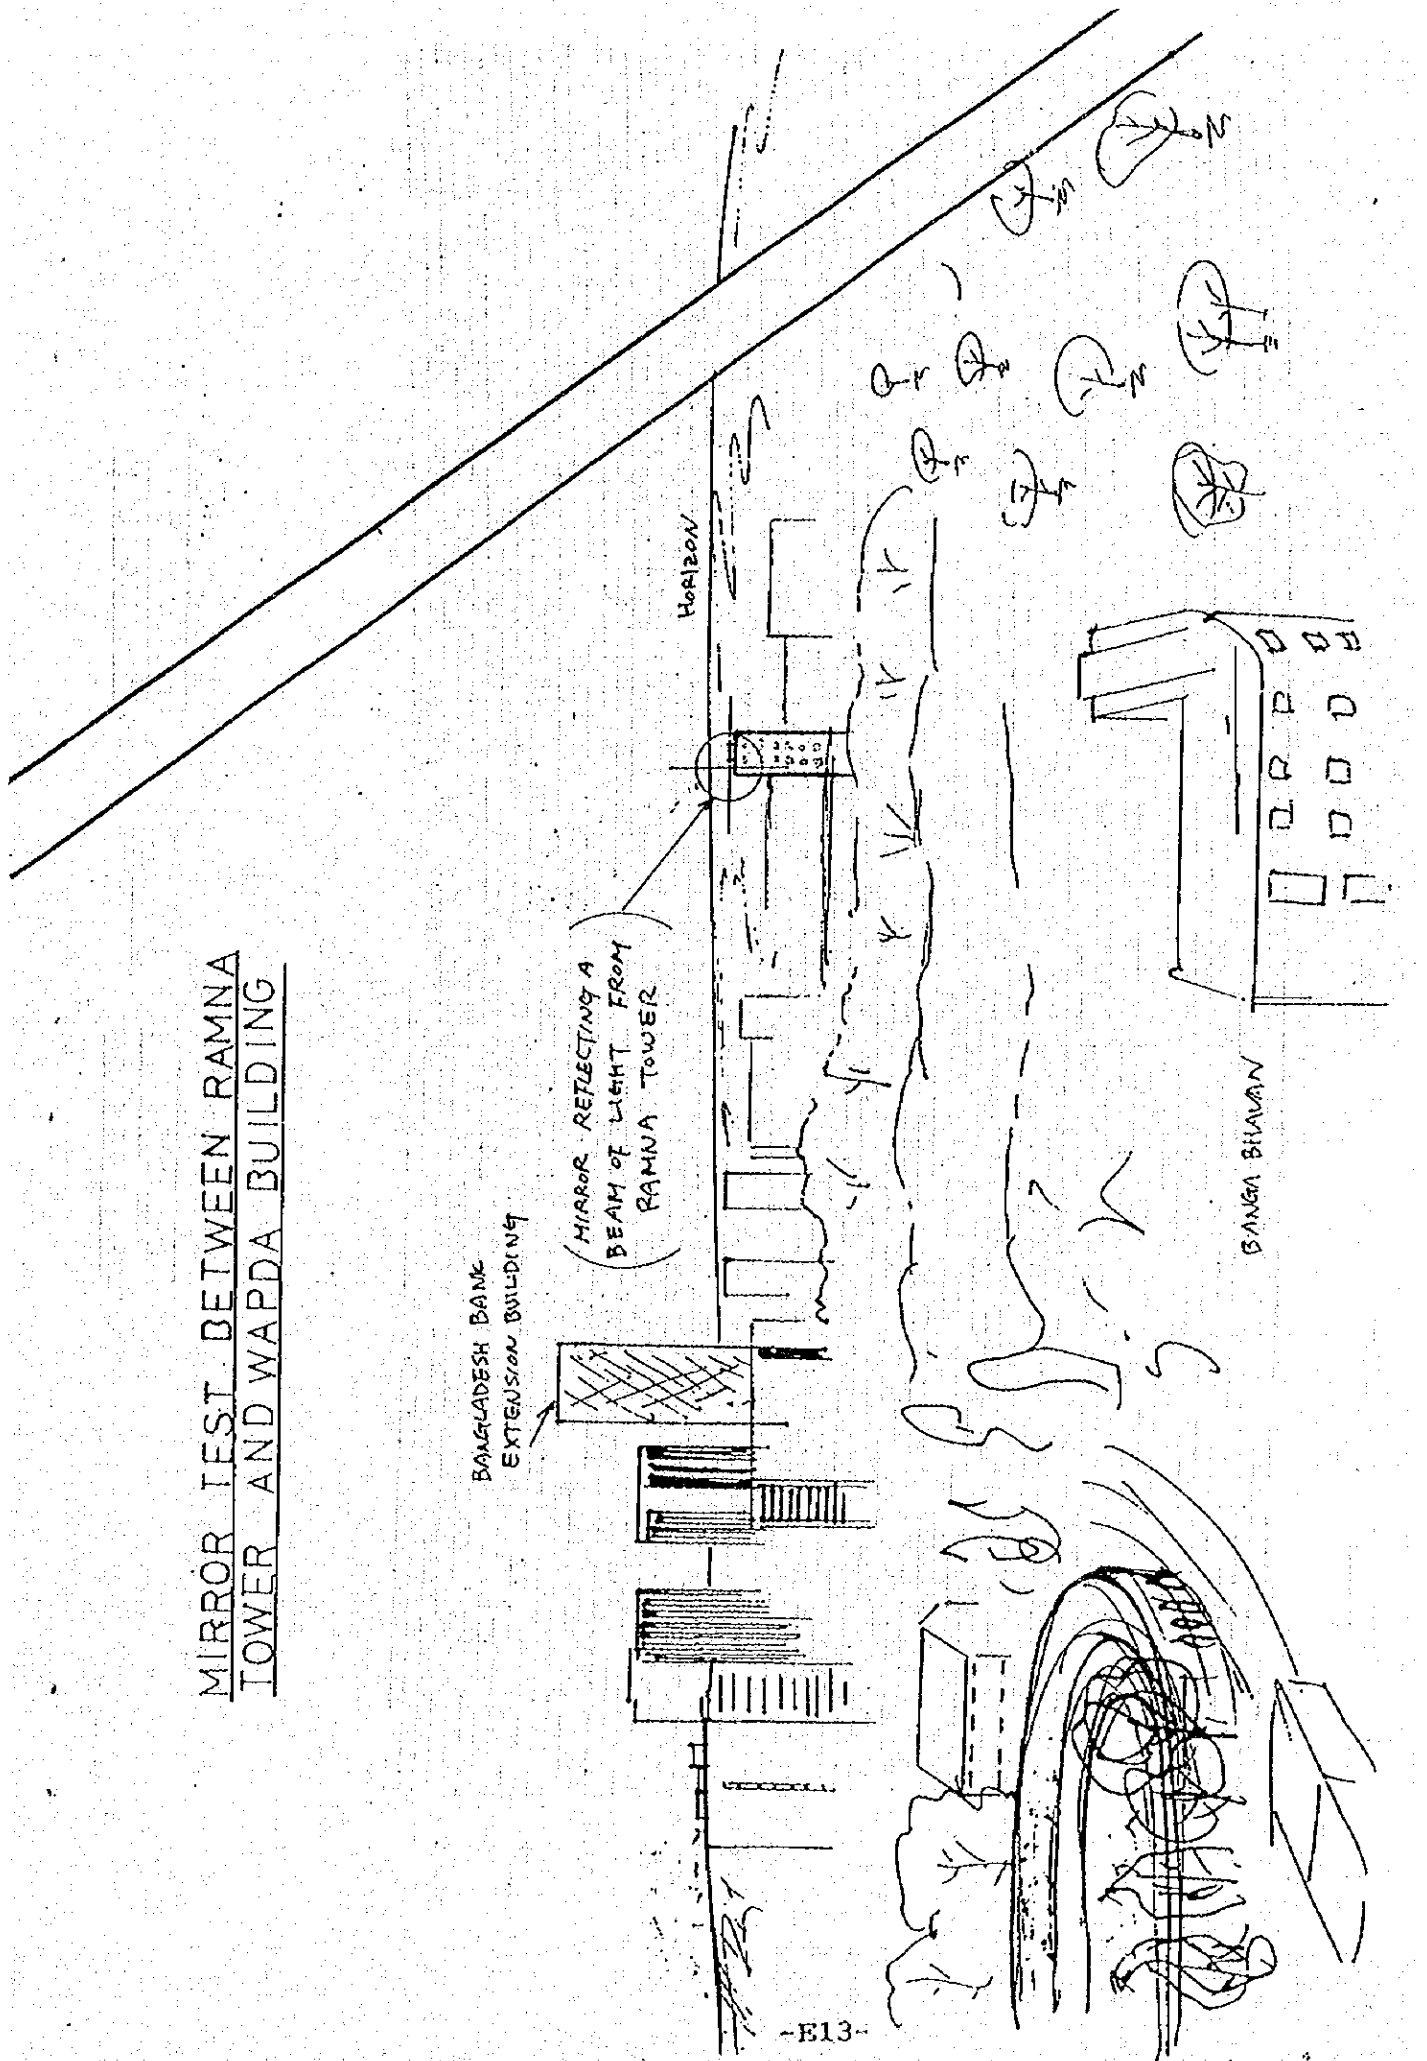 MIRROR TEST BETWEEN RAMNA
TOWER AND WAPDA BUILDING
BANGLADESH BANK
EXTENSION BUILDING
MIRROR REFLECTING A
BEAM OF LIGHT FROM
RAMNA TOWER
HORIZON
BANGA BHAVAN
-E13-